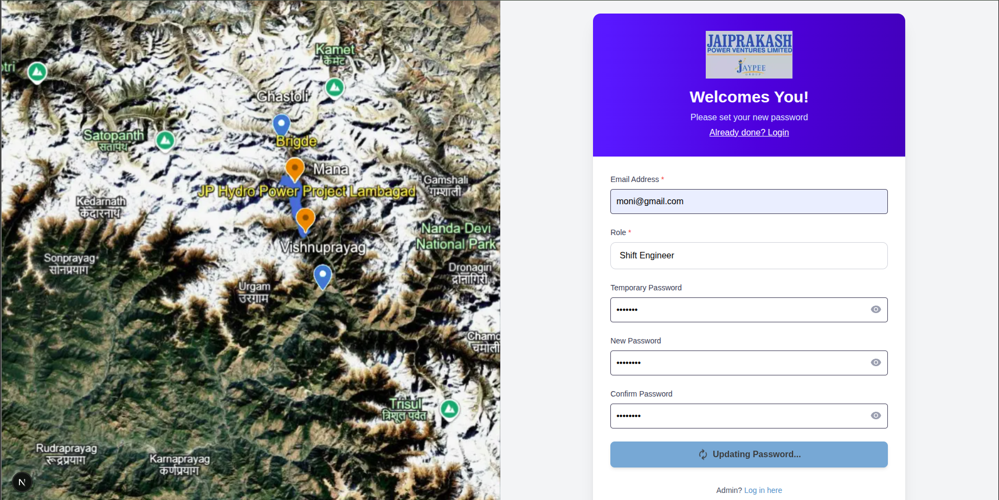 Kamet
कैमेट
otri
Ghastoli
Satopanth
सतोपंथ
Brigde
Mana
JP Hydro Power Project Lambagad
Gamshali
गमशाली
Kedarnath
केदारनाथ
Nanda Devi
National Park
Vishnuprayag
Sonprayag
सोनप्रयाग
Dronagiri
द्रोनागिरी
Urgam
उरगाम
Chamo
चमोली
Trisul
त्रिशूल पर्वत
Rudraprayag
रूद्रप्रयाग
Karnaprayag
कर्णप्रयाग
N
JAIPRAKASH
POWER VENTURES LIMITED
JAYPEE
GROUP
Welcomes You!
Please set your new password
Already done? Login
Email Address *
moni@gmail.com
Role *
Shift Engineer
Temporary Password
•••••••
New Password
••••••••
Confirm Password
••••••••
Updating Password...
Admin? Log in here